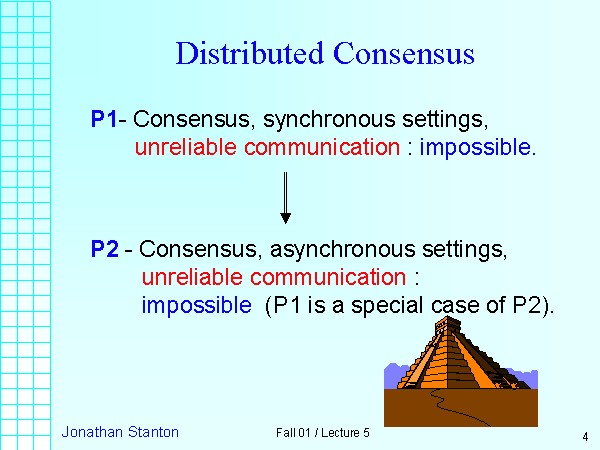 Distributed Consensus
P1- Consensus, synchronous settings,
unreliable communication : impossible.
P2 - Consensus, asynchronous settings,
unreliable communication :
impossible (P1 is a special case of P2).
Jonathan Stanton
Fall 01 / Lecture 5
4